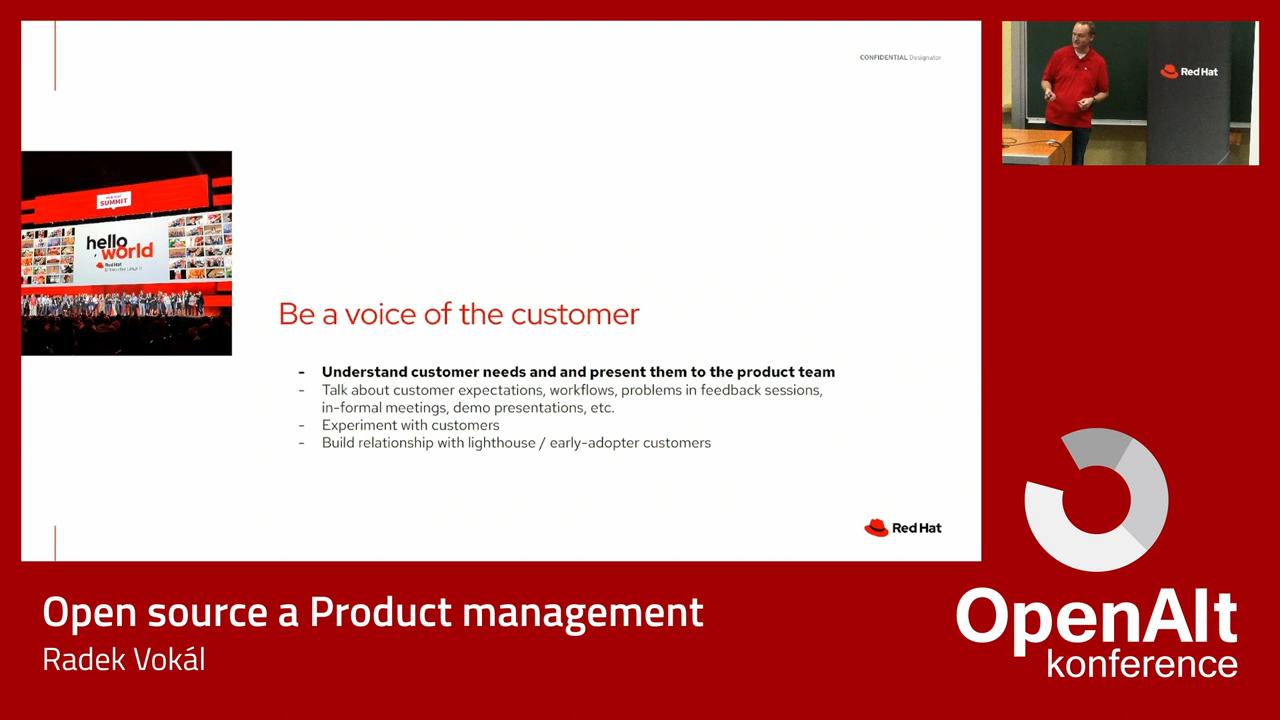 CONFIDENTIAL Designator
SUMMIT
hello
world
Red Hat
Be a voice of the customer
- Understand customer needs and and present them to the product team
- Talk about customer expectations, workflows, problems in feedback sessions,
in-formal meetings, demo presentations, etc.
- Experiment with customers
- Build relationship with lighthouse / early-adopter customers
Red Hat
Red Hat
Open source a Product management
Radek Vokál
OpenAlt
konference